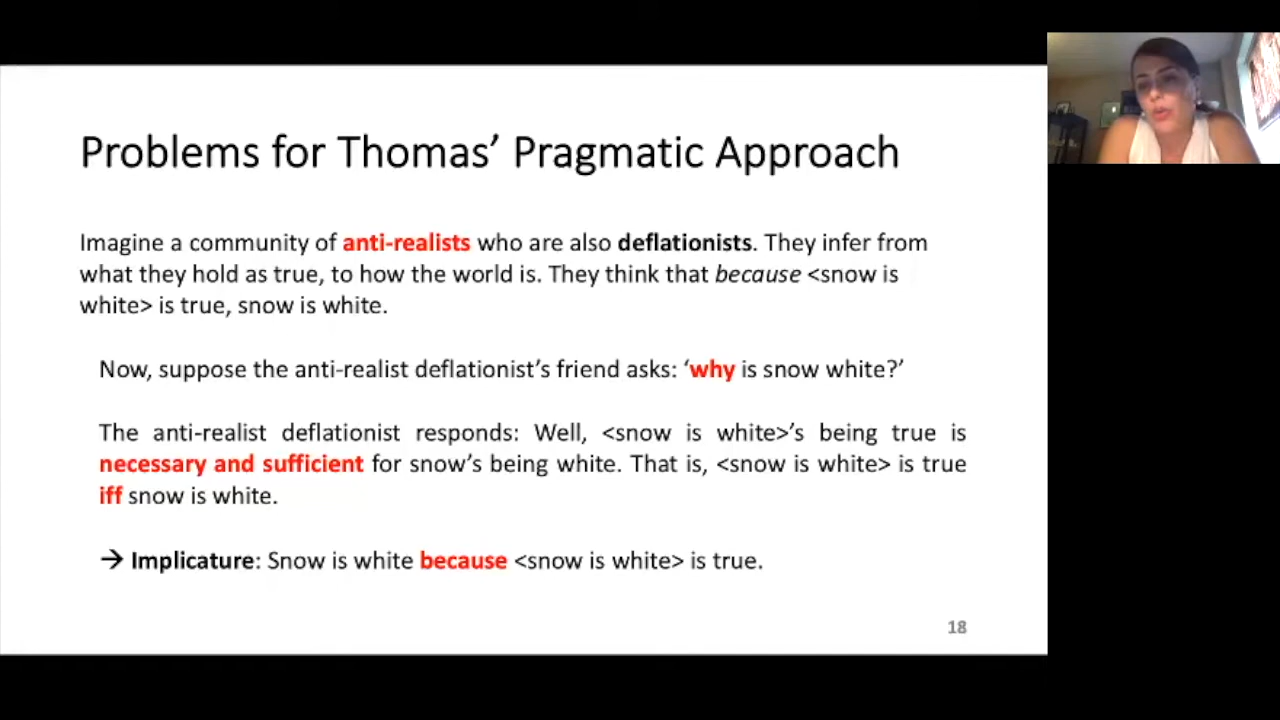 Problems for Thomas’ Pragmatic Approach
Imagine a community of anti-realists who are also deflationists. They infer from
what they hold as true, to how the world is. They think that because <snow is
white> is true, snow is white.
Now, suppose the anti-realist deflationist’s friend asks: ‘why is snow white?’
The anti-realist deflationist responds: Well, <snow is white>’s being true is
necessary and sufficient for snow’s being white. That is, <snow is white> is true
iff snow is white.
→ Implicature: Snow is white because <snow is white> is true.
18